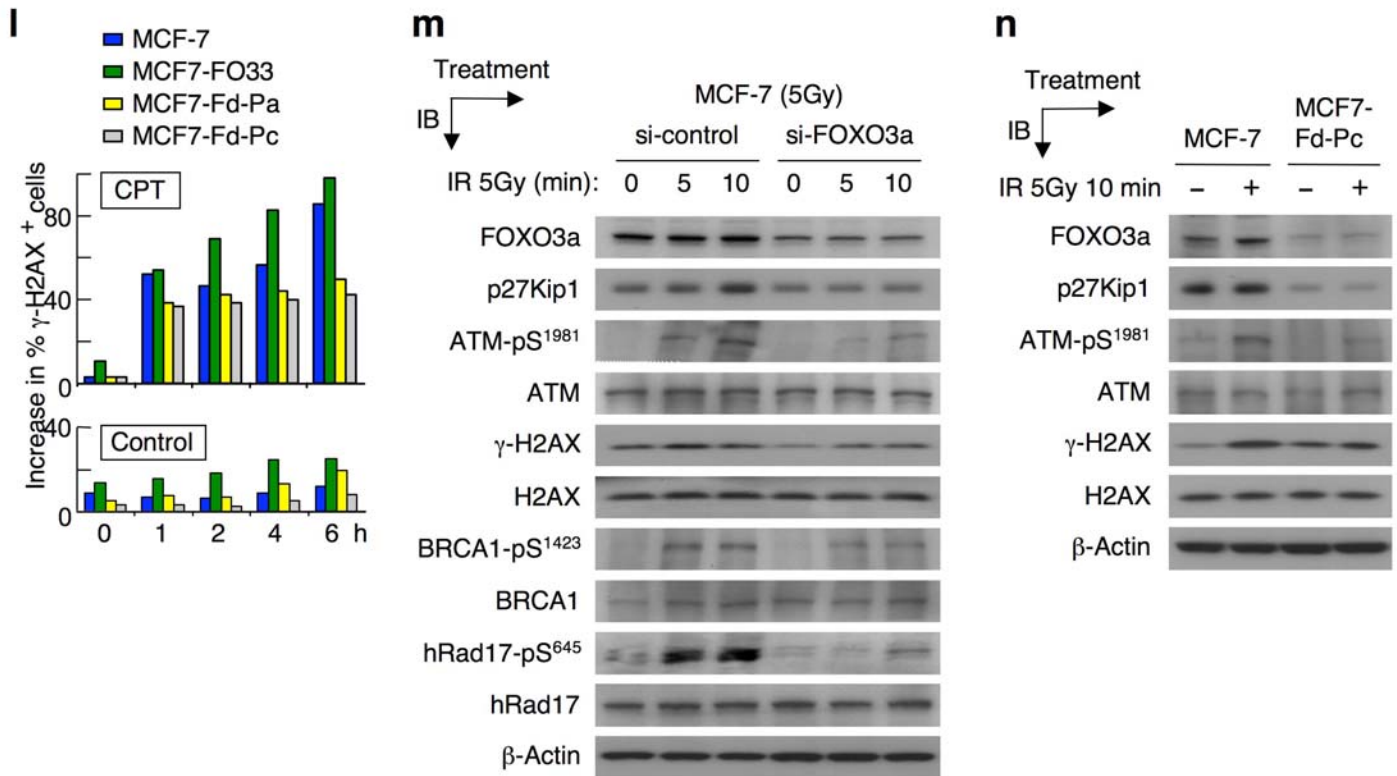 l
MCF-7
MCF7-FO33
MCF7-Fd-Pa
MCF7-Fd-Pc
Increase in % γ-H2AX⁺ cells
CPT
80
40
0
Control
40
0
0 1 2 4 6 h
m
Treatment
IB
MCF-7 (5Gy)
si-control si-FOXO3a
IR 5Gy (min): 0 5 10 0 5 10
FOXO3a
p27Kip1
ATM-pS¹⁹⁸¹
ATM
γ-H2AX
H2AX
BRCA1-pS¹⁴²³
BRCA1
hRad17-pS⁶⁴⁵
hRad17
β-Actin
n
Treatment
IB
MCF-7 MCF7-
Fd-Pc
IR 5Gy 10 min – + – +
FOXO3a
p27Kip1
ATM-pS¹⁹⁸¹
ATM
γ-H2AX
H2AX
β-Actin